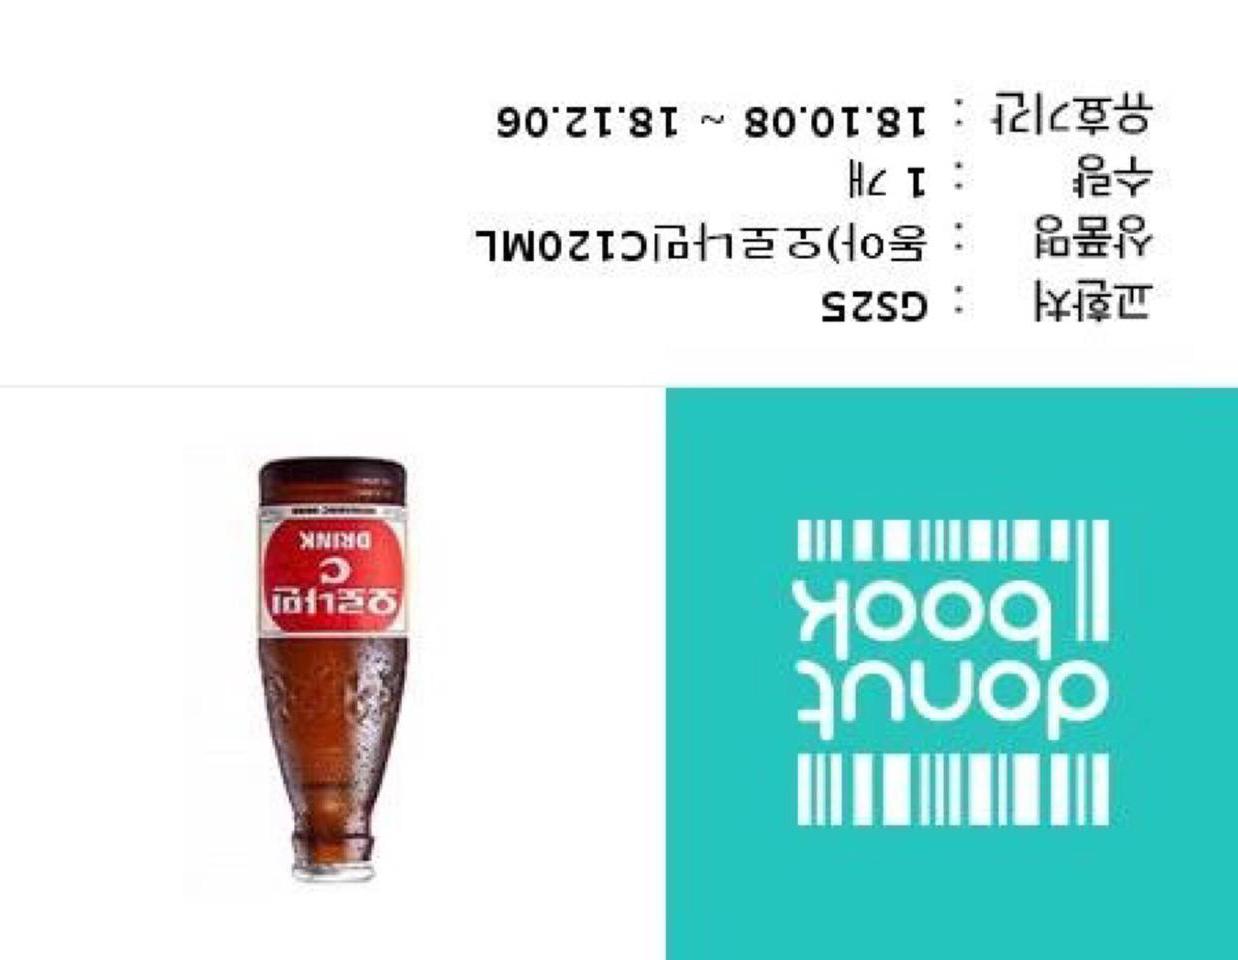 donut
book
오로나민
C
DRINK
교환처 : GS25
상품명 : 동아)오로나민C120ML
수량 : 1 개
유효기간 : 18.10.08 ~ 18.12.06